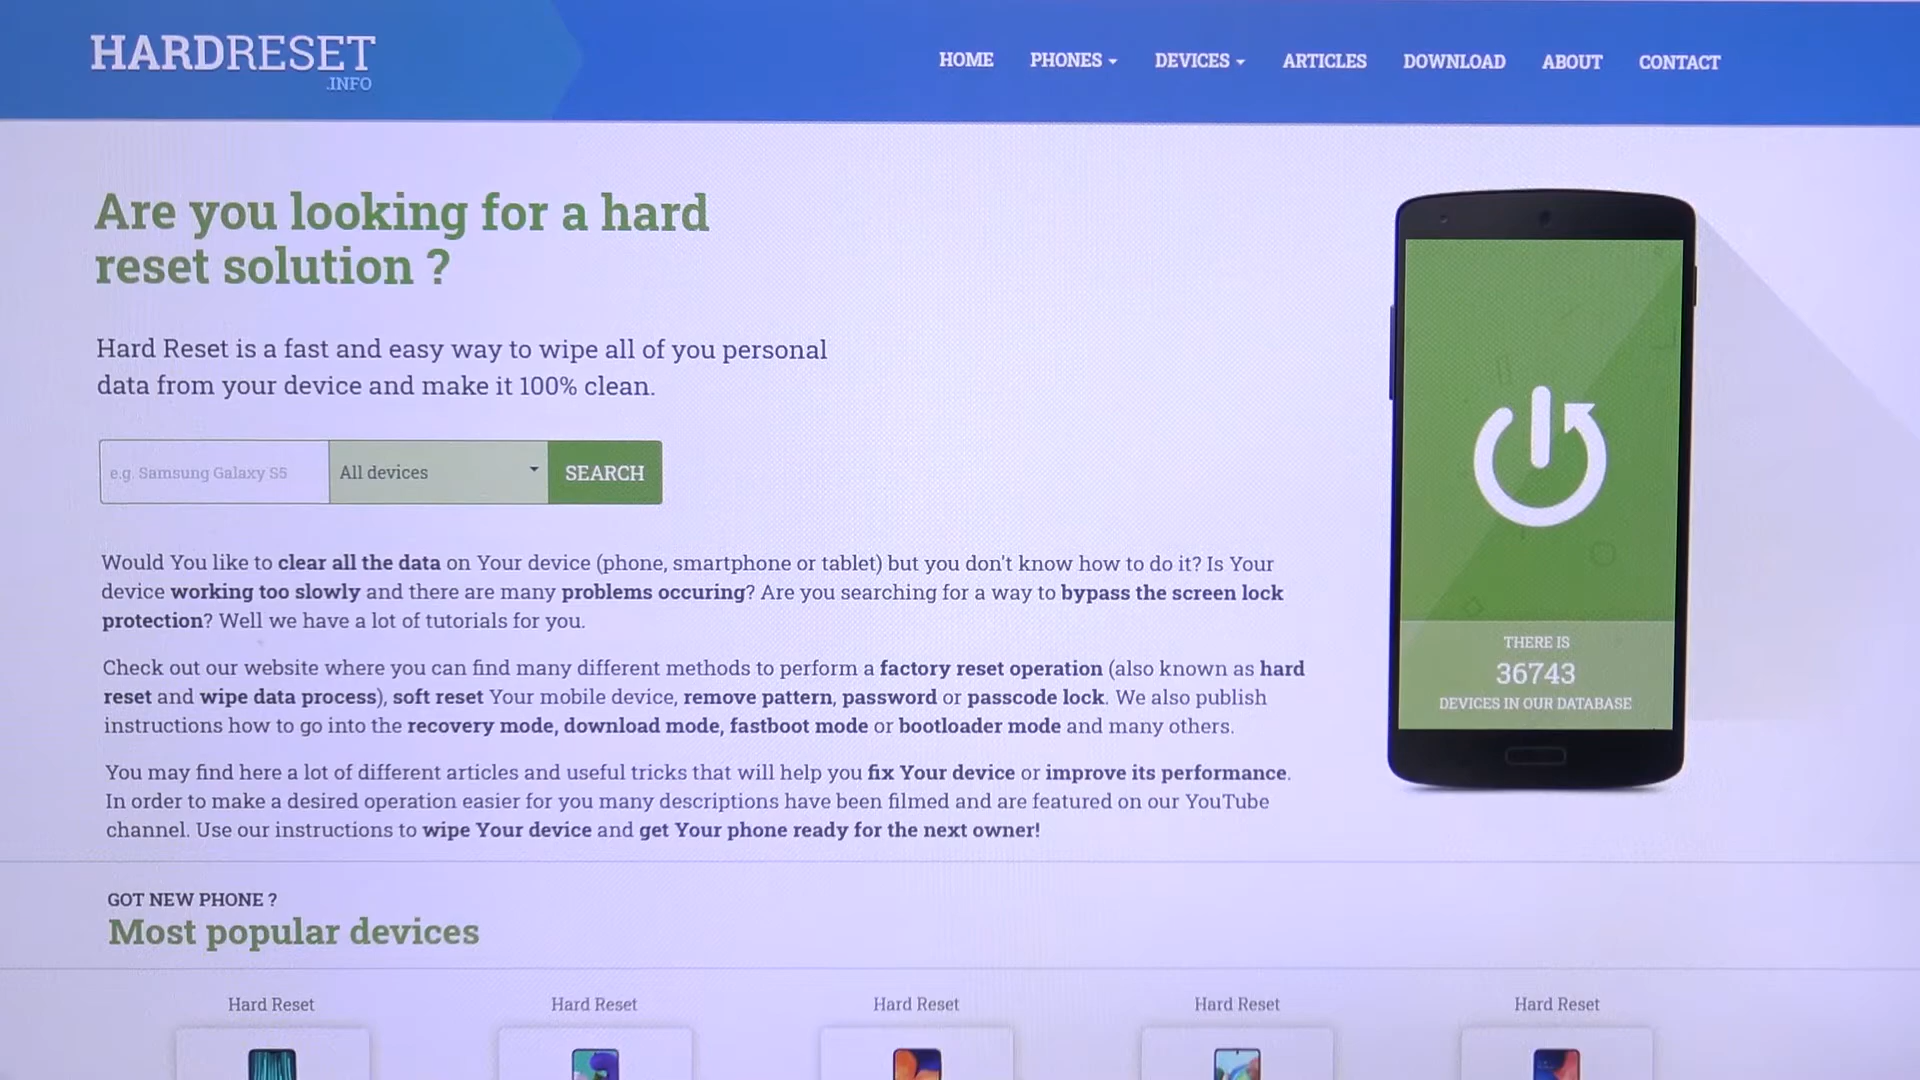 HARDRESET
.INFO
HOME PHONES DEVICES ARTICLES DOWNLOAD ABOUT CONTACT
Are you looking for a hard
reset solution ?
Hard Reset is a fast and easy way to wipe all of you personal
data from your device and make it 100% clean.
e.g. Samsung Galaxy S5 All devices SEARCH
Would You like to clear all the data on Your device (phone, smartphone or tablet) but you don't know how to do it? Is Your
device working too slowly and there are many problems occuring? Are you searching for a way to bypass the screen lock
protection? Well we have a lot of tutorials for you.
Check out our website where you can find many different methods to perform a factory reset operation (also known as hard
reset and wipe data process), soft reset Your mobile device, remove pattern, password or passcode lock. We also publish
instructions how to go into the recovery mode, download mode, fastboot mode or bootloader mode and many others.
You may find here a lot of different articles and useful tricks that will help you fix Your device or improve its performance.
In order to make a desired operation easier for you many descriptions have been filmed and are featured on our YouTube
channel. Use our instructions to wipe Your device and get Your phone ready for the next owner!
THERE IS
36743
DEVICES IN OUR DATABASE
GOT NEW PHONE ?
Most popular devices
Hard Reset Hard Reset Hard Reset Hard Reset Hard Reset